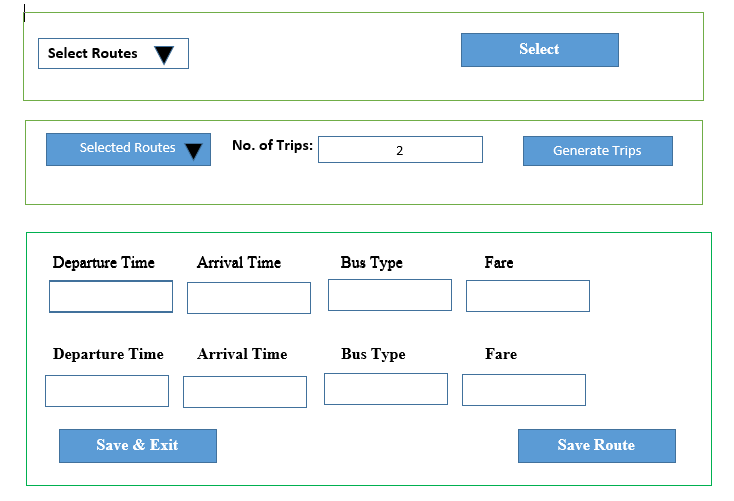 Select Routes
Select
Selected Routes
No. of Trips:
2
Generate Trips
Departure Time Arrival Time Bus Type Fare
Departure Time Arrival Time Bus Type Fare
Save & Exit
Save Route